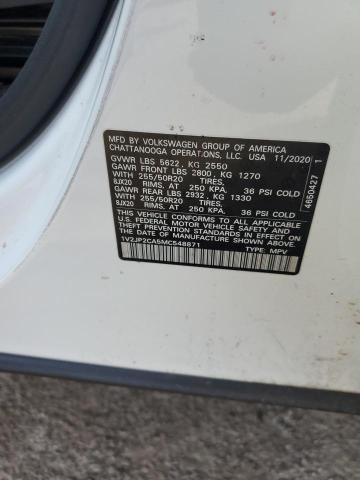 MFD BY VOLKSWAGEN GROUP OF AMERICA
CHATTANOOGA OPERATIONS, LLC. USA 11/2020
GVWR LBS 5622, KG 2550
GAWR FRONT LBS 2800, KG 1270
WITH 255/50R20 TIRES,
8JX20 RIMS, AT 250 KPA, 36 PSI COLD
GAWR REAR LBS 2932, KG 1330
WITH 255/50R20 TIRES,
8JX20 RIMS, AT 250 KPA, 36 PSI COLD
THIS VEHICLE CONFORMS TO ALL APPLICABLE
U.S. FEDERAL MOTOR VEHICLE SAFETY AND
THEFT PREVENTION STANDARDS IN EFFECT ON
THE DATE OF MANUFACTURE SHOWN ABOVE
1V2JP2CA5MC548671 TYPE: MPV
4660427 1